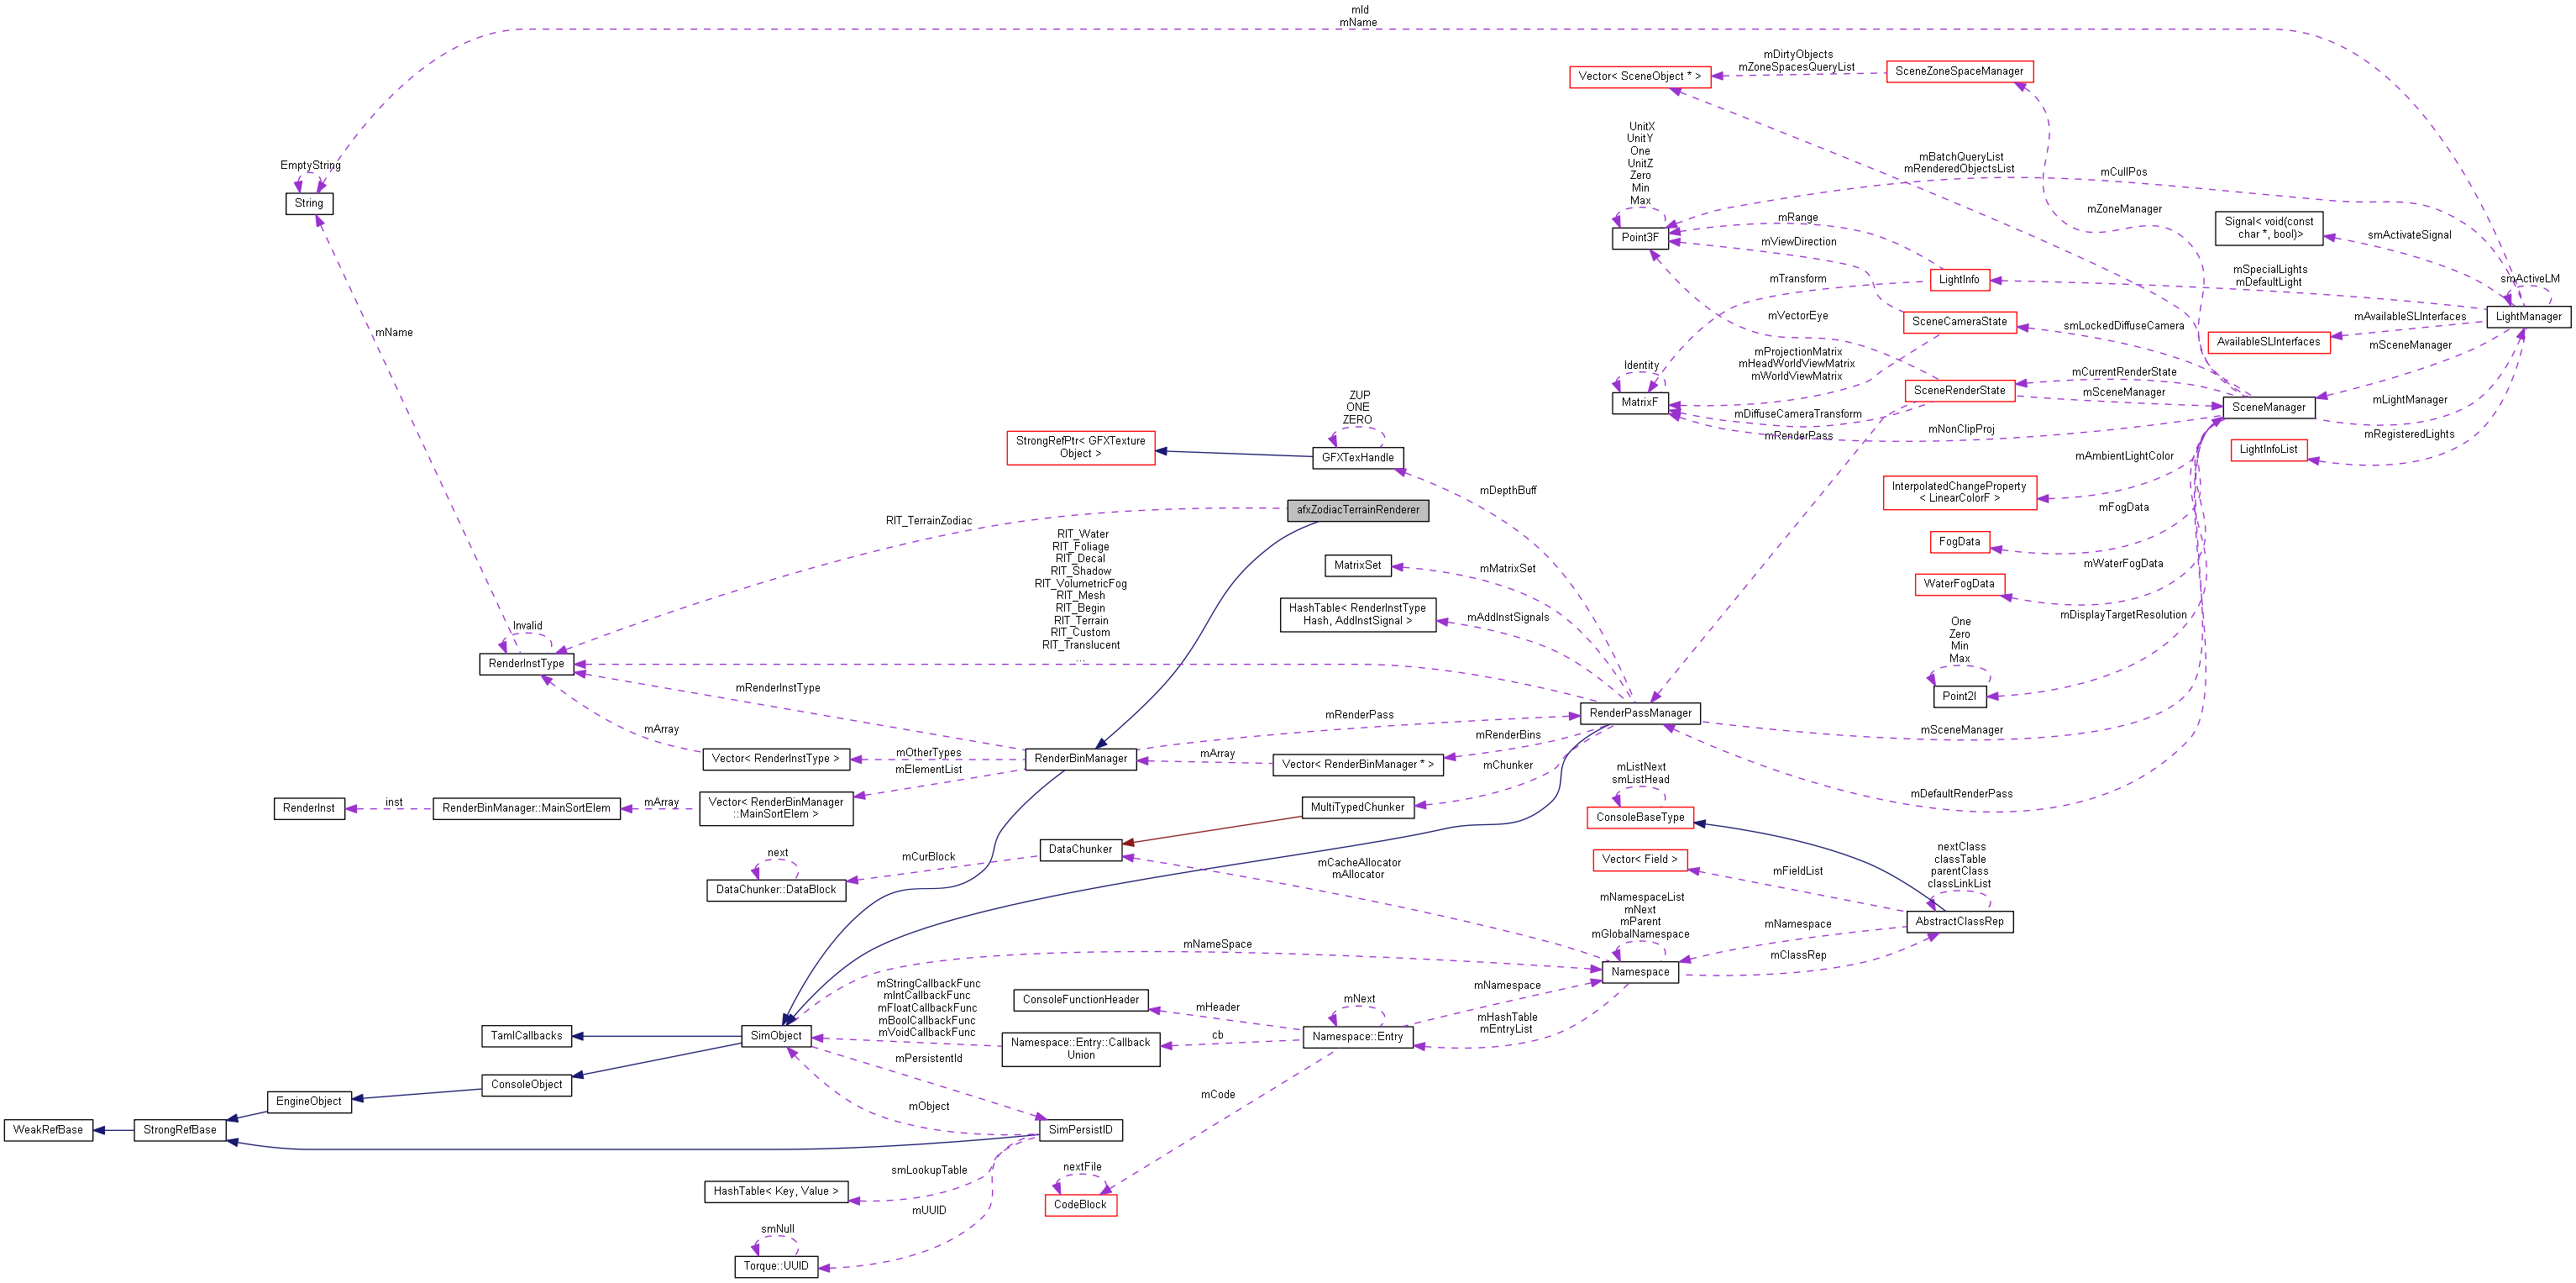 mId
mName
mDirtyObjects
mZoneSpacesQueryList
Vector< SceneObject * >
SceneZoneSpaceManager
UnitX
UnitY
One
UnitZ
Zero
Min
Max
mBatchQueryList
mRenderedObjectsList
mCullPos
EmptyString
String
mZoneManager
mRange
Signal< void(const
char *, bool)>
smActivateSignal
Point3F
mViewDirection
mTransform
LightInfo
mSpecialLights
mDefaultLight
smActiveLM
LightManager
mVectorEye
SceneCameraState
smLockedDiffuseCamera
mAvailableSLInterfaces
AvailableSLInterfaces
mSceneManager
mName
Identity
MatrixF
mProjectionMatrix
mHeadWorldViewMatrix
mWorldViewMatrix
mCurrentRenderState
SceneRenderState
mSceneManager
SceneManager
mLightManager
mDiffuseCameraTransform
mRenderPass
mNonClipProj
mRegisteredLights
LightInfoList
ZUP
ONE
ZERO
StrongRefPtr< GFXTexture
Object >
GFXTexHandle
mAmbientLightColor
InterpolatedChangeProperty
< LinearColorF >
mDepthBuff
afxZodiacTerrainRenderer
RIT_TerrainZodiac
mFogData
FogData
RIT_Water
RIT_Foliage
RIT_Decal
RIT_Shadow
RIT_VolumetricFog
RIT_Mesh
RIT_Begin
RIT_Terrain
RIT_Custom
RIT_Translucent
...
MatrixSet
mMatrixSet
mWaterFogData
WaterFogData
HashTable< RenderInstType
Hash, AddInstSignal >
mAddInstSignals
mDisplayTargetResolution
One
Zero
Min
Max
Point2I
Invalid
RenderInstType
mRenderInstType
mRenderPass
RenderPassManager
mArray
mSceneManager
Vector< RenderInstType >
mOtherTypes
mElementList
RenderBinManager
mArray
Vector< RenderBinManager * >
mRenderBins
mChunker
mListNext
smListHead
mDefaultRenderPass
RenderInst
inst
RenderBinManager::MainSortElem
mArray
Vector< RenderBinManager
::MainSortElem >
MultiTypedChunker
ConsoleBaseType
DataChunker
next
mCurBlock
DataChunker::DataBlock
mCacheAllocator
mAllocator
Vector< Field >
mFieldList
nextClass
classTable
parentClass
classLinkList
AbstractClassRep
mNamespaceList
mNext
mParent
mGlobalNamespace
mNamespace
mClassRep
mNameSpace
Namespace
mStringCallbackFunc
mIntCallbackFunc
mFloatCallbackFunc
mBoolCallbackFunc
mVoidCallbackFunc
ConsoleFunctionHeader
mHeader
mNext
mNamespace
mHashTable
mEntryList
TamlCallbacks
SimObject
Namespace::Entry::Callback
Union
cb
Namespace::Entry
mPersistentId
ConsoleObject
EngineObject
mObject
mCode
WeakRefBase
StrongRefBase
SimPersistID
nextFile
CodeBlock
smLookupTable
HashTable< Key, Value >
mUUID
smNull
Torque::UUID